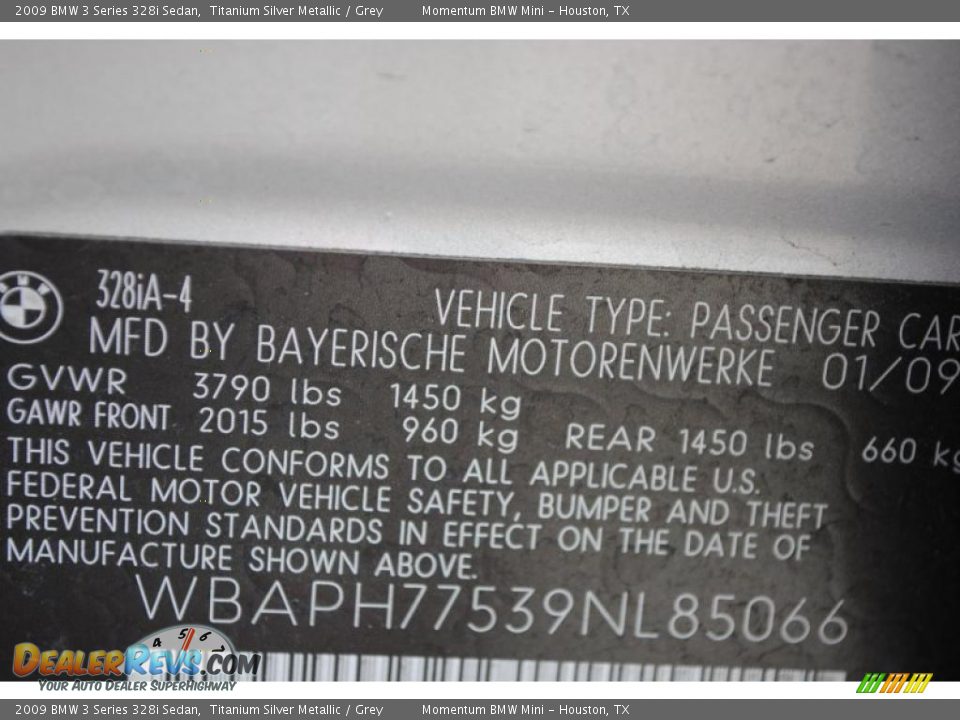 2009 BMW 3 Series 328i Sedan, Titanium Silver Metallic / Grey Momentum BMW Mini - Houston, TX
328iA-4
VEHICLE TYPE: PASSENGER CAR
MFD BY BAYERISCHE MOTORENWERKE 01/09
GVWR 3790 lbs 1450 kg
GAWR FRONT 2015 lbs 960 kg REAR 1450 lbs 660 kg
THIS VEHICLE CONFORMS TO ALL APPLICABLE U.S.
FEDERAL MOTOR VEHICLE SAFETY, BUMPER AND THEFT
PREVENTION STANDARDS IN EFFECT ON THE DATE OF
MANUFACTURE SHOWN ABOVE.
WBAPH77539NL85066
4 5 6
DEALERREVS.COM
YOUR AUTO DEALER SUPERHIGHWAY
2009 BMW 3 Series 328i Sedan, Titanium Silver Metallic / Grey Momentum BMW Mini - Houston, TX